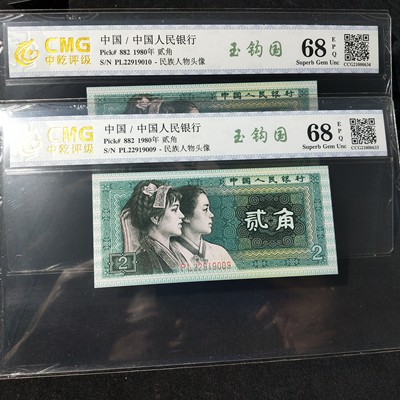 CMG
中乾评级
中国 / 中国人民银行
Pick# 882 1980年 贰角
S/N PL22919010 - 民族人物头像
玉钩国
68 EPQ
Superb Gem Unc
CCG21000634
CMG
中乾评级
中国 / 中国人民银行
Pick# 882 1980年 贰角
S/N PL22919009 - 民族人物头像
玉钩国
68 EPQ
Superb Gem Unc
CCG21000633
中国人民银行
贰角
PL22919009
2
2